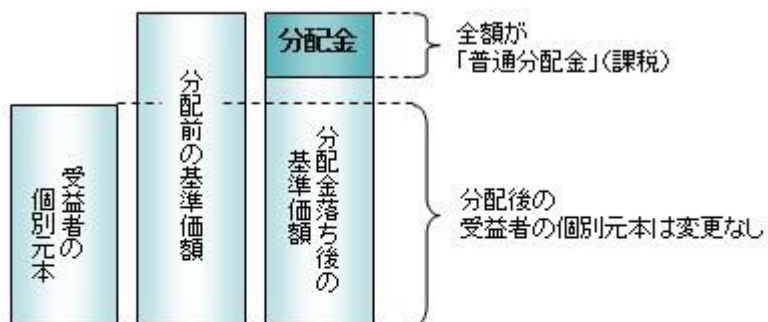 受益者の
個別元本
分配前の基準価額
分配金
分配金落ち後の
基準価額
全額が
「普通分配金」(課税)
分配後の
受益者の個別元本は変更なし